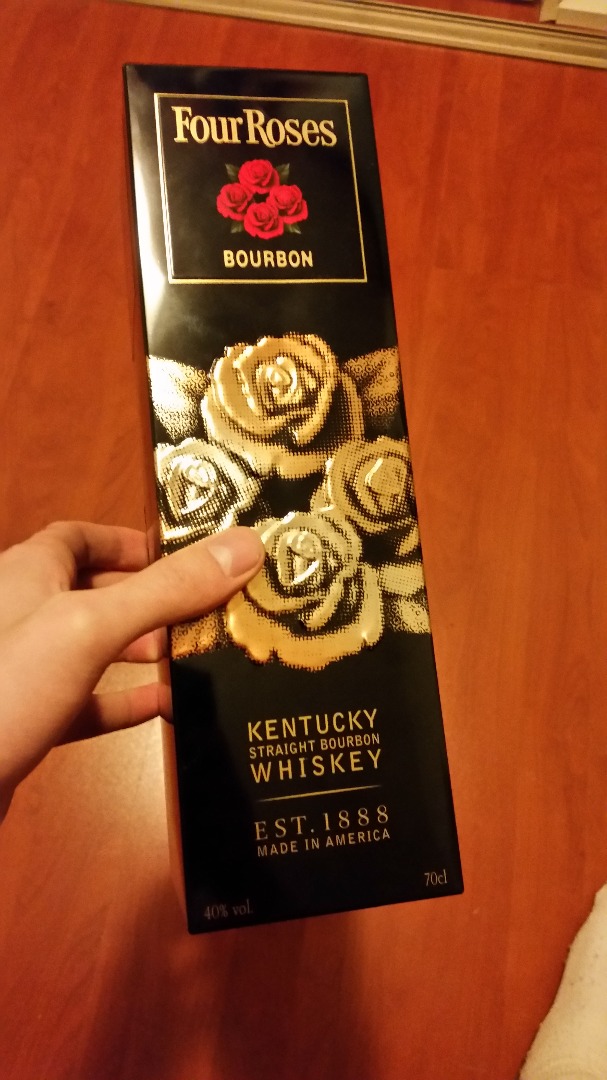 Four Roses
BOURBON
KENTUCKY
STRAIGHT BOURBON
WHISKEY
EST. 1888
MADE IN AMERICA
40% vol.
70cl